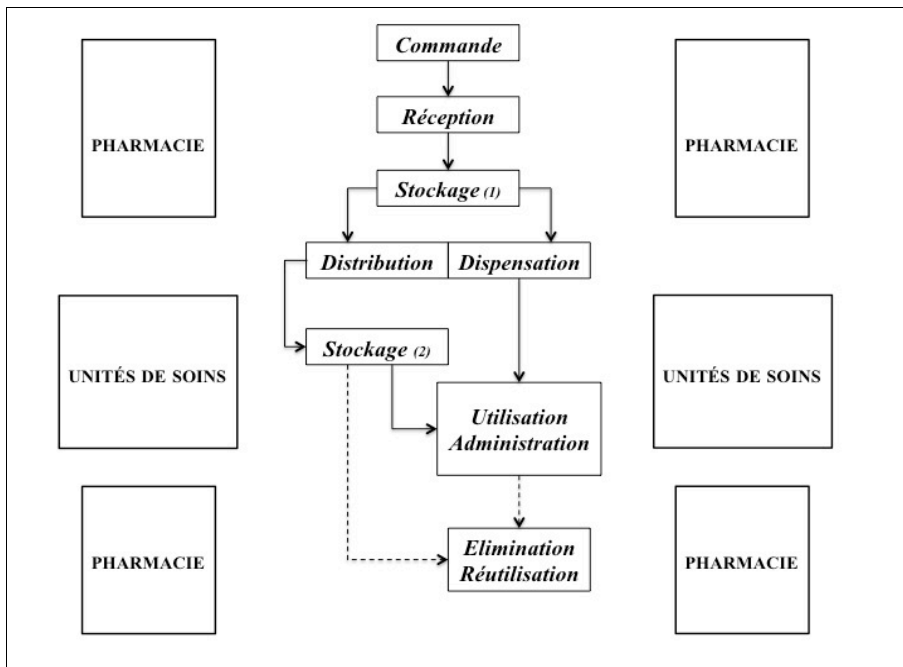 Commande
PHARMACIE
Réception
PHARMACIE
Stockage (1)
Distribution
Dispensation
Stockage (2)
UNITÉS DE SOINS
UNITÉS DE SOINS
Utilisation
Administration
Elimination
Réutilisation
PHARMACIE
PHARMACIE